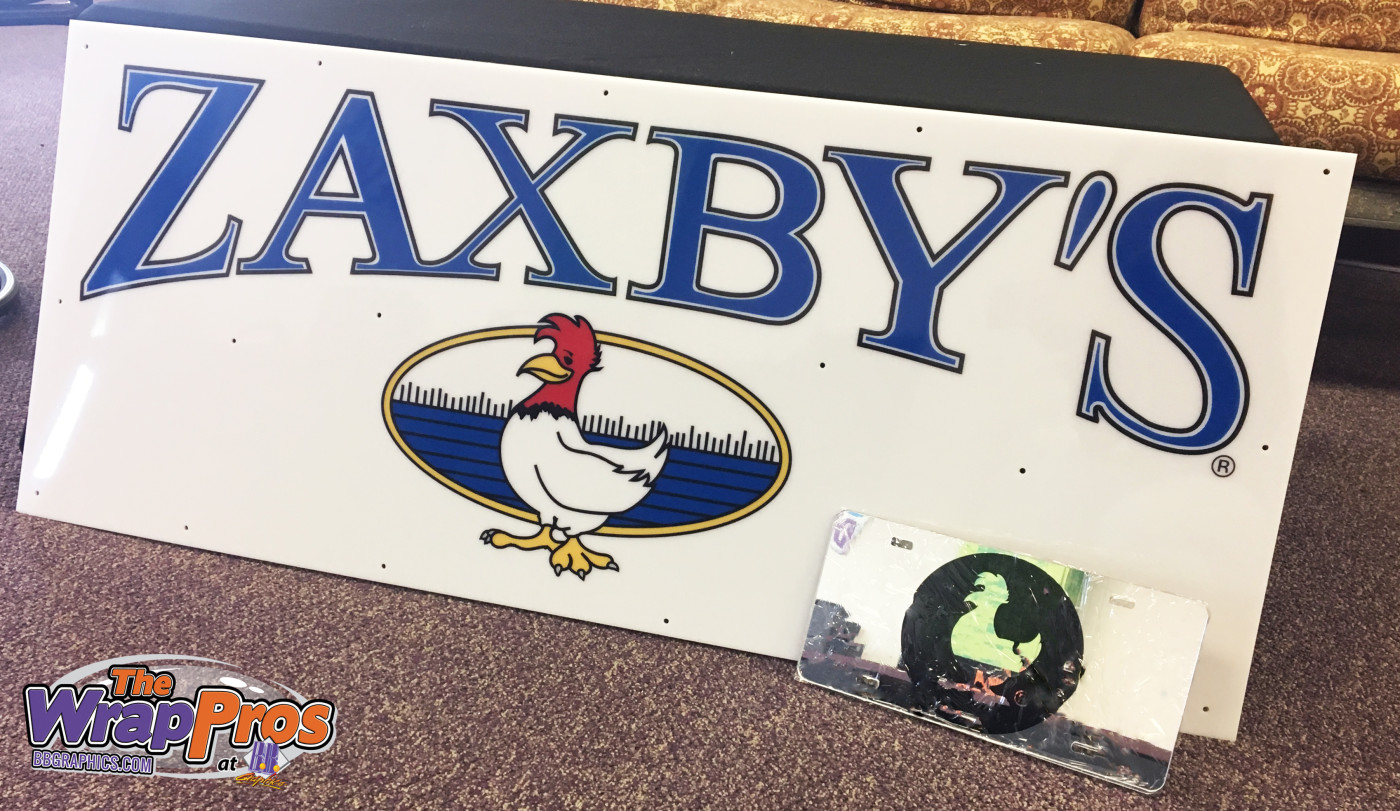 ZAXBY'S
®
The
WrapPros
BBGRAPHICS.COM
at